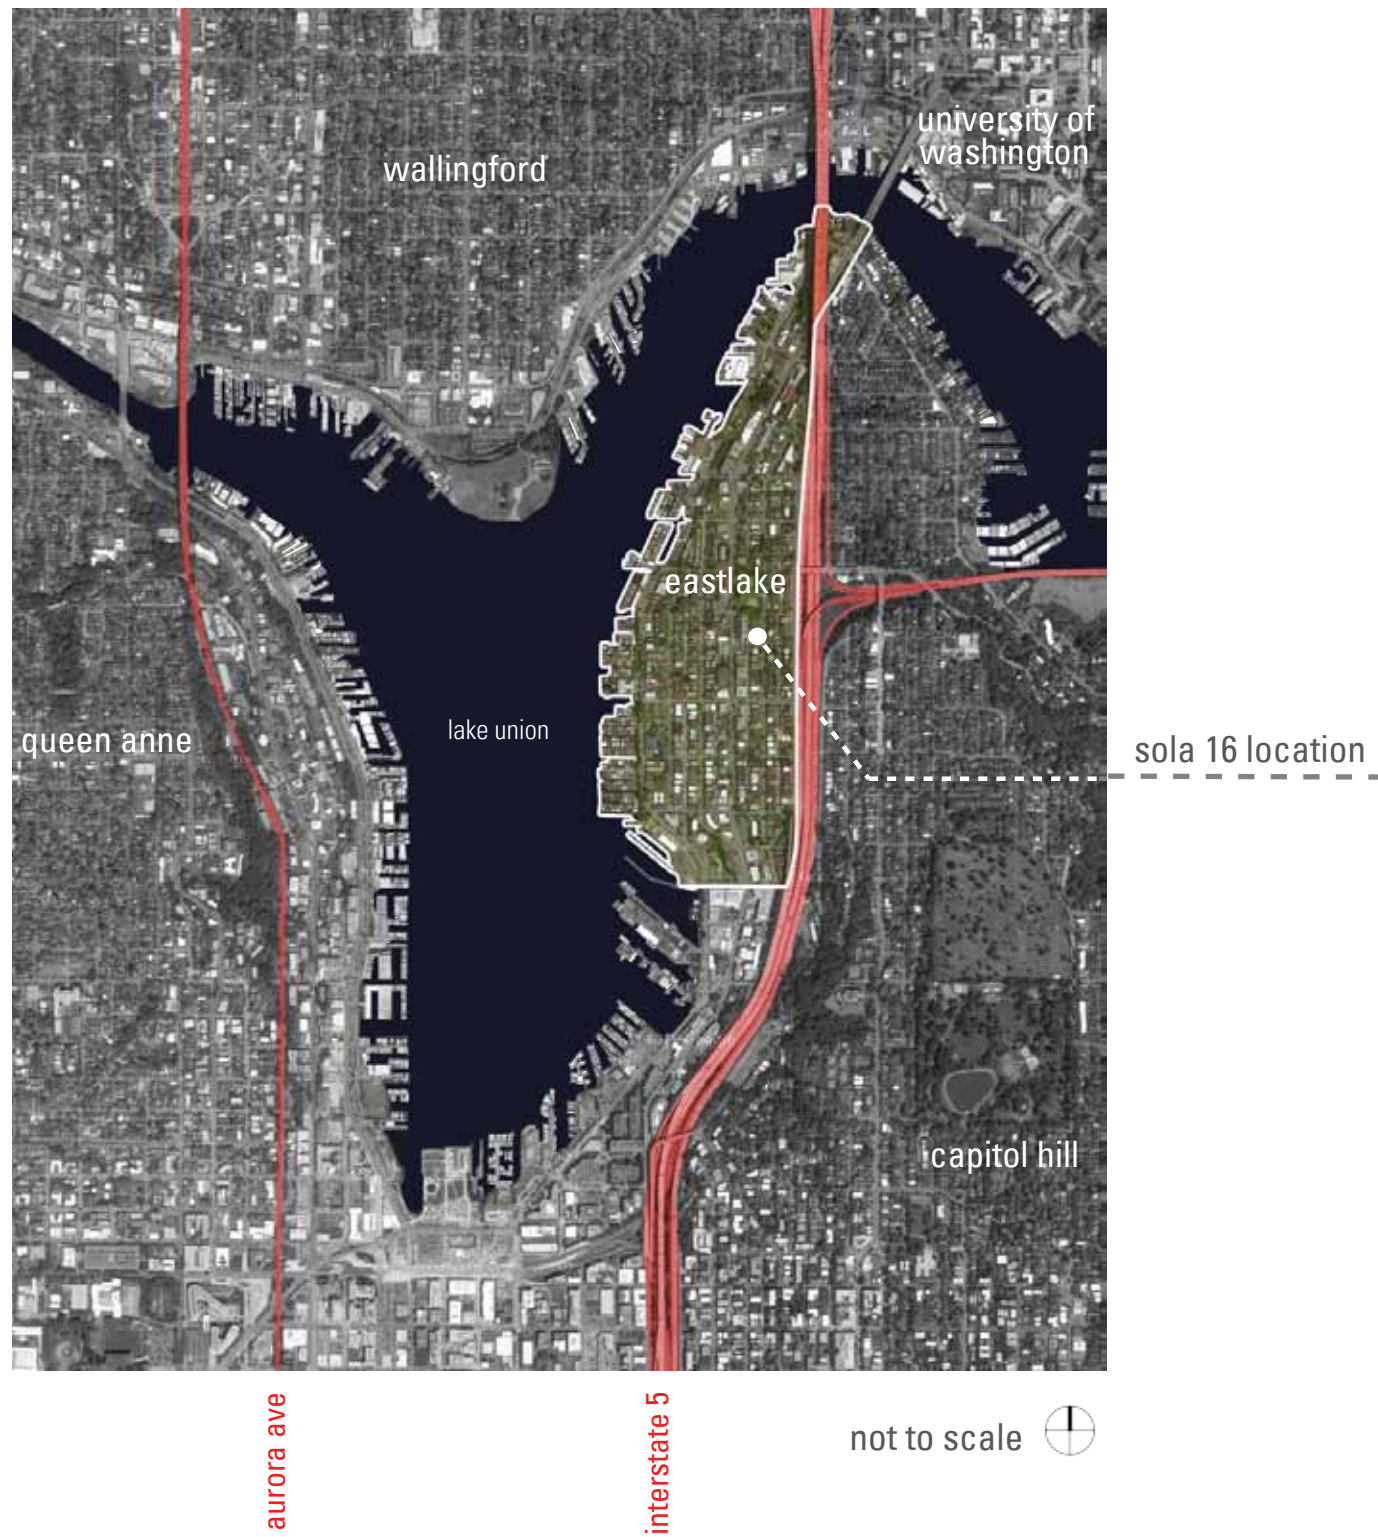 university of
washington
wallingford
eastlake
lake union
queen anne
sola 16 location
capitol hill
aurora ave
interstate 5
not to scale